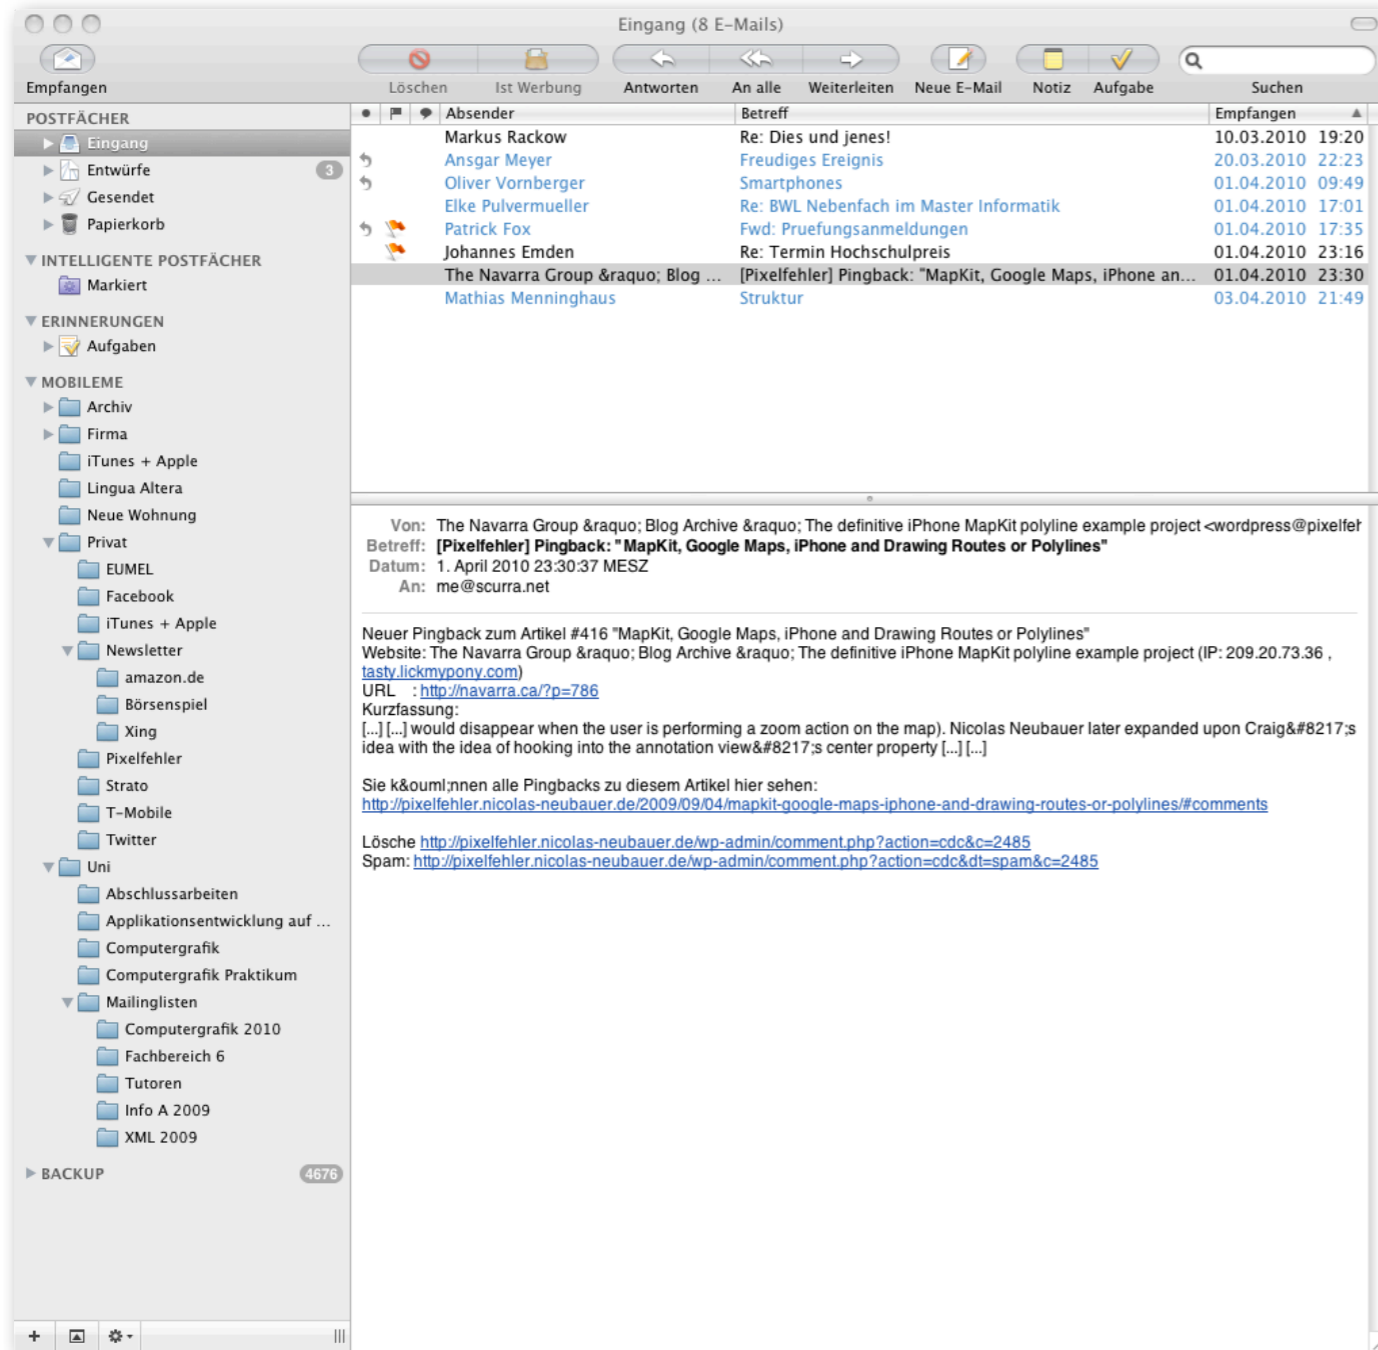 Eingang (8 E-Mails)
Empfangen
Löschen Ist Werbung Antworten An alle Weiterleiten Neue E-Mail Notiz Aufgabe Suchen
POSTFÄCHER
Eingang
Entwürfe 3
Gesendet
Papierkorb
INTELLIGENTE POSTFÄCHER
Markiert
ERINNERUNGEN
Aufgaben
MOBILEME
Archiv
Firma
iTunes + Apple
Lingua Altera
Neue Wohnung
Privat
EUMEL
Facebook
iTunes + Apple
Newsletter
amazon.de
Börsenspiel
Xing
Pixelfehler
Strato
T-Mobile
Twitter
Uni
Abschlussarbeiten
Applikationsentwicklung auf ...
Computergrafik
Computergrafik Praktikum
Mailinglisten
Computergrafik 2010
Fachbereich 6
Tutoren
Info A 2009
XML 2009
BACKUP 4676
Absender Betreff Empfangen
Markus Rackow Re: Dies und jenes! 10.03.2010 19:20
Ansgar Meyer Freudiges Ereignis 20.03.2010 22:23
Oliver Vornberger Smartphones 01.04.2010 09:49
Elke Pulvermueller Re: BWL Nebenfach im Master Informatik 01.04.2010 17:01
Patrick Fox Fwd: Pruefungsanmeldungen 01.04.2010 17:35
Johannes Emden Re: Termin Hochschulpreis 01.04.2010 23:16
The Navarra Group &raquo; Blog ... [Pixelfehler] Pingback: "MapKit, Google Maps, iPhone an... 01.04.2010 23:30
Mathias Menninghaus Struktur 03.04.2010 21:49
Von: The Navarra Group &raquo; Blog Archive &raquo; The definitive iPhone MapKit polyline example project <wordpress@pixelfeh
Betreff: [Pixelfehler] Pingback: "MapKit, Google Maps, iPhone and Drawing Routes or Polylines"
Datum: 1. April 2010 23:30:37 MESZ
An: me@scurra.net
Neuer Pingback zum Artikel #416 "MapKit, Google Maps, iPhone and Drawing Routes or Polylines"
Website: The Navarra Group &raquo; Blog Archive &raquo; The definitive iPhone MapKit polyline example project (IP: 209.20.73.36 ,
tasty.lickmypony.com)
URL : http://navarra.ca/?p=786
Kurzfassung:
[...] [...] would disappear when the user is performing a zoom action on the map). Nicolas Neubauer later expanded upon Craig&#8217;s
idea with the idea of hooking into the annotation view&#8217;s center property [...] [...]
Sie k&ouml;nnen alle Pingbacks zu diesem Artikel hier sehen:
http://pixelfehler.nicolas-neubauer.de/2009/09/04/mapkit-google-maps-iphone-and-drawing-routes-or-polylines/#comments
Lösche http://pixelfehler.nicolas-neubauer.de/wp-admin/comment.php?action=cdc&c=2485
Spam: http://pixelfehler.nicolas-neubauer.de/wp-admin/comment.php?action=cdc&dt=spam&c=2485